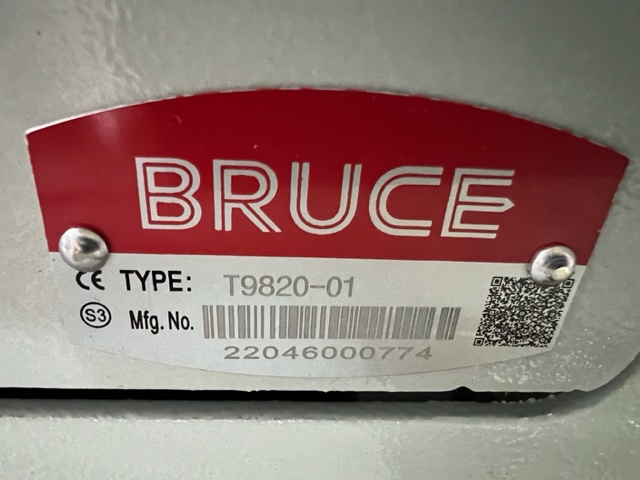 BRUCE
CE TYPE: T9820-01
S3 Mfg. No.
22046000774